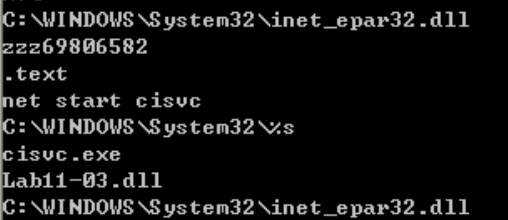 C:\WINDOWS\System32\inet_epar32.dll
zzz69806582
.text
net start cisvc
C:\WINDOWS\System32\%s
cisvc.exe
Lab11-03.dll
C:\WINDOWS\System32\inet_epar32.dll